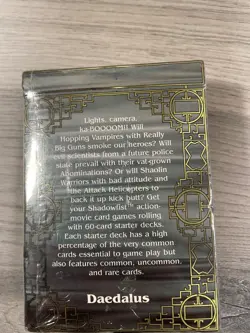 Lights, camera,
ka-BOOOOM!! Will
Hopping Vampires with Really
Big Guns smoke our heroes? Will
evil scientists from a future police
state prevail with their vat-grown
Abominations? Or will Shaolin
Warriors with bad attitude and
the Attack Helicopters to
back it up kick butt? Get
your Shadowfist™ action
movie card games rolling
with 60-card starter decks.
Each starter deck has a high
percentage of the very common
cards essential to game play but
also features common, uncommon,
and rare cards.
Daedalus